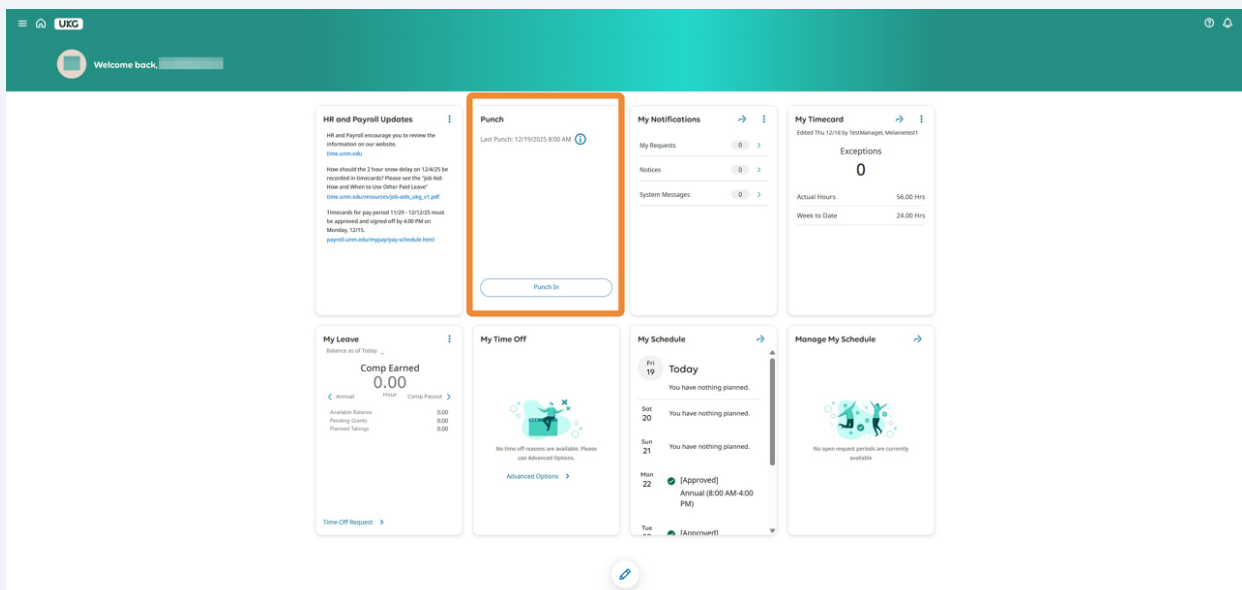 UKG
Welcome back,
HR and Payroll Updates
HR and Payroll encourage you to review the
information on our website.
time.unm.edu
How should the 2 hour snow delay on 12/4/25 be
recorded in timecards? Please see the "Job Aid:
How and When to Use Other Paid Leave"
time.unm.edu/resources/job-aids_ukg_v1.pdf
Timecards for pay period 11/29 - 12/12/25 must
be approved and signed off by 4:00 PM on
Monday, 12/15.
payroll.unm.edu/mypay/pay-schedule.html
Punch
Last Punch: 12/19/2025 8:00 AM
Punch In
My Notifications
My Requests 0
Notices 0
System Messages 0
My Timecard
Edited Thu 12/18 by TestManager, Melanietest1
Exceptions
0
Actual Hours 56.00 Hrs
Week to Date 24.00 Hrs
My Leave
Balance as of Today
Comp Earned
0.00
Annual Hour Comp Payout
Available Balance 0.00
Pending Grants 0.00
Planned Takings 0.00
Time-Off Request
My Time Off
No time off reasons are available. Please
use Advanced Options.
Advanced Options
My Schedule
Fri
19 Today
You have nothing planned.
Sat
20 You have nothing planned.
Sun
21 You have nothing planned.
Mon
22 [Approved]
Annual (8:00 AM-4:00
PM)
Tue
[Approved]
Manage My Schedule
No open request periods are currently
available